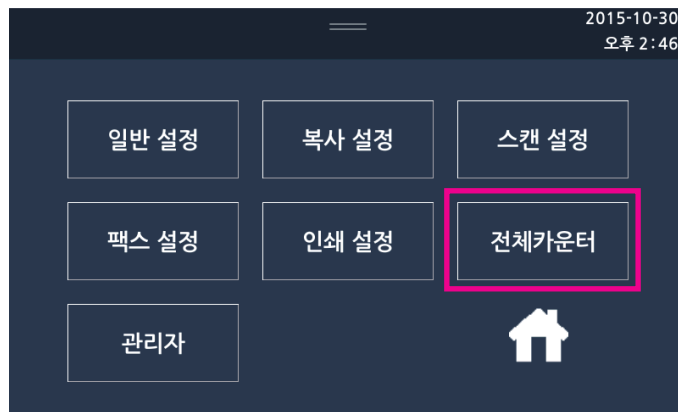 2015-10-30
오후 2:46
일반 설정
복사 설정
스캔 설정
팩스 설정
인쇄 설정
전체카운터
관리자